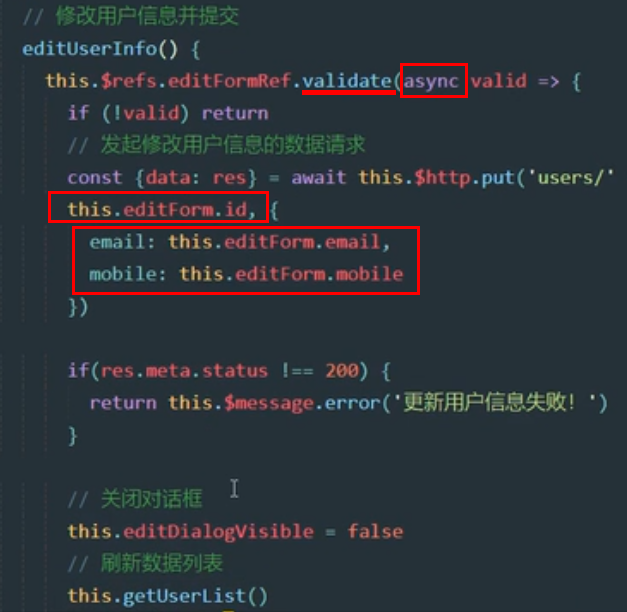 // 修改用户信息并提交
editUserInfo() {
this.$refs.editFormRef.validate(async valid => {
if (!valid) return
// 发起修改用户信息的数据请求
const {data: res} = await this.$http.put('users/'
this.editForm.id, {
email: this.editForm.email,
mobile: this.editForm.mobile
})
if(res.meta.status !== 200) {
return this.$message.error('更新用户信息失败! ')
}
// 关闭对话框
this.editDialogVisible = false
// 刷新数据列表
this.getUserList()